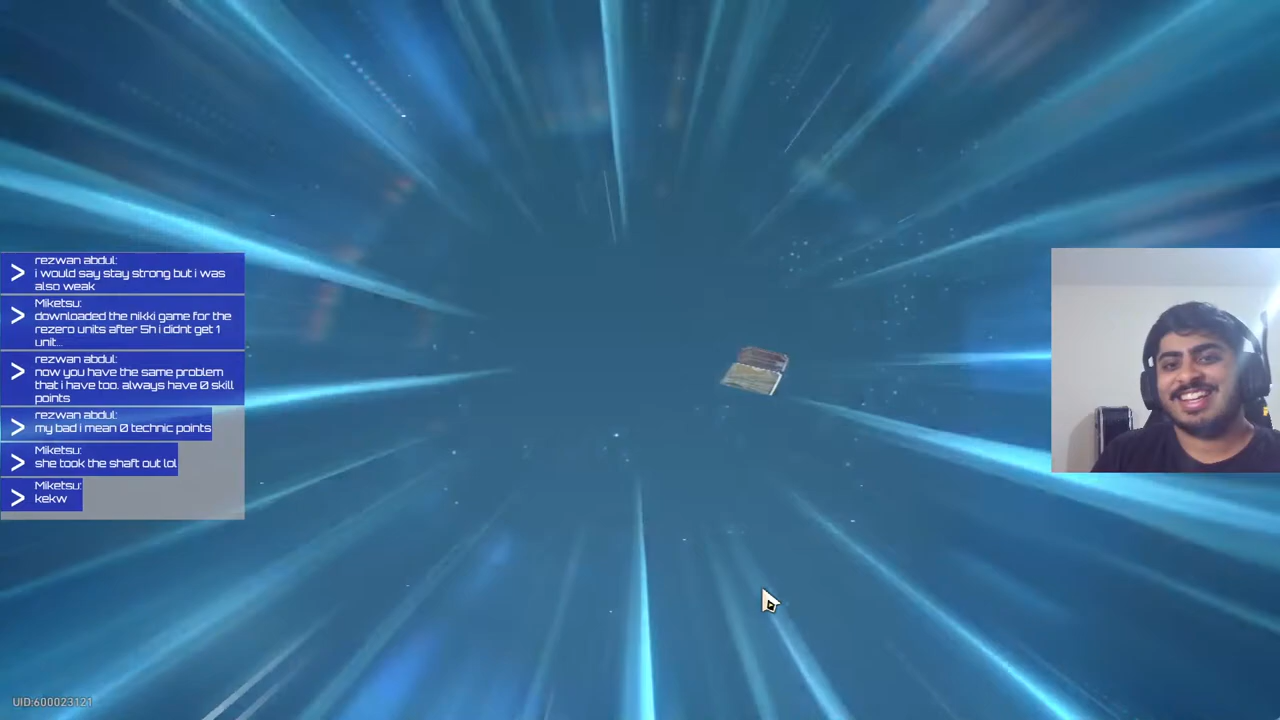 rezwan abdul:
i would say stay strong but i was
also weak
Miketsu:
downloaded the nikki game for the
rezero units after 5h i didnt get 1
unit...
rezwan abdul:
now you have the same problem
that i have too. always have 0 skill
points
rezwan abdul:
my bad i mean 0 technic points
Miketsu:
she took the shaft out lol
Miketsu:
kekw
UID:600023121